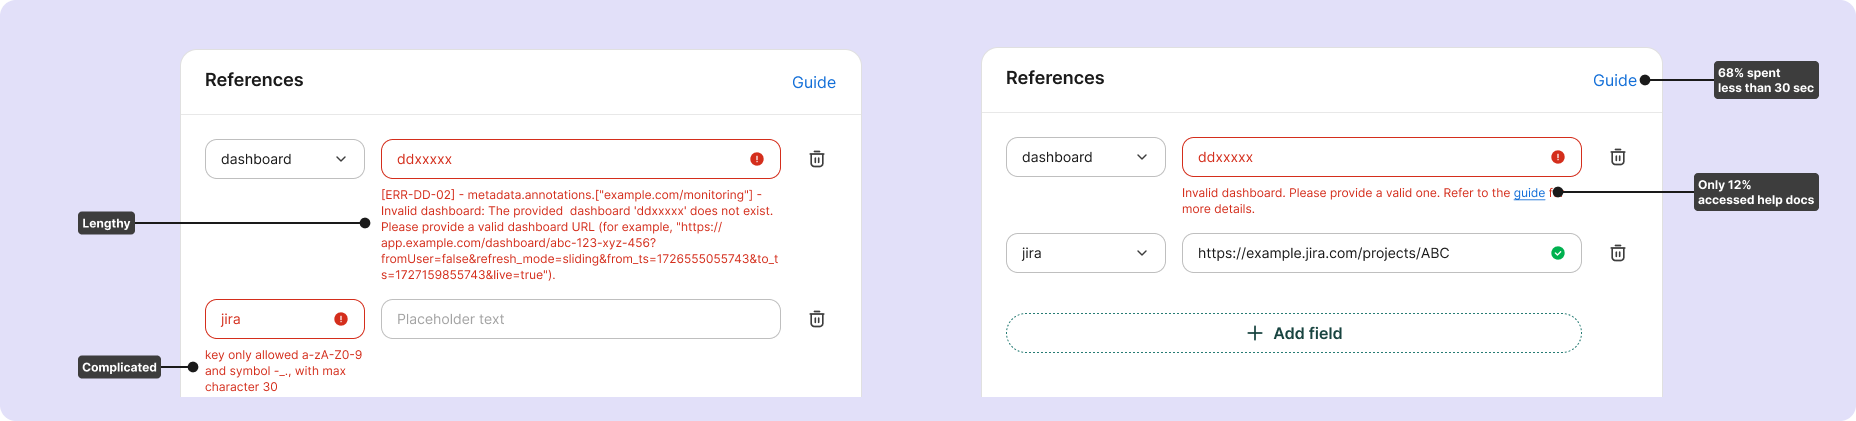 References
Guide
dashboard
ddxxxxx
[ERR-DD-02] - metadata.annotations.["example.com/monitoring"] -
Invalid dashboard: The provided  dashboard 'ddxxxxx' does not exist.
Please provide a valid dashboard URL (for example, "https://
app.example.com/dashboard/abc-123-xyz-456?
fromUser=false&refresh_mode=sliding&from_ts=1726555055743&to_t
s=1727159855743&live=true").
Lengthy
jira
Placeholder text
key only allowed a-zA-Z0-9
and symbol -_., with max
character 30
Complicated
References
Guide
68% spent
less than 30 sec
dashboard
ddxxxxx
Invalid dashboard. Please provide a valid one. Refer to the guide f
more details.
Only 12%
accessed help docs
jira
https://example.jira.com/projects/ABC
Add field